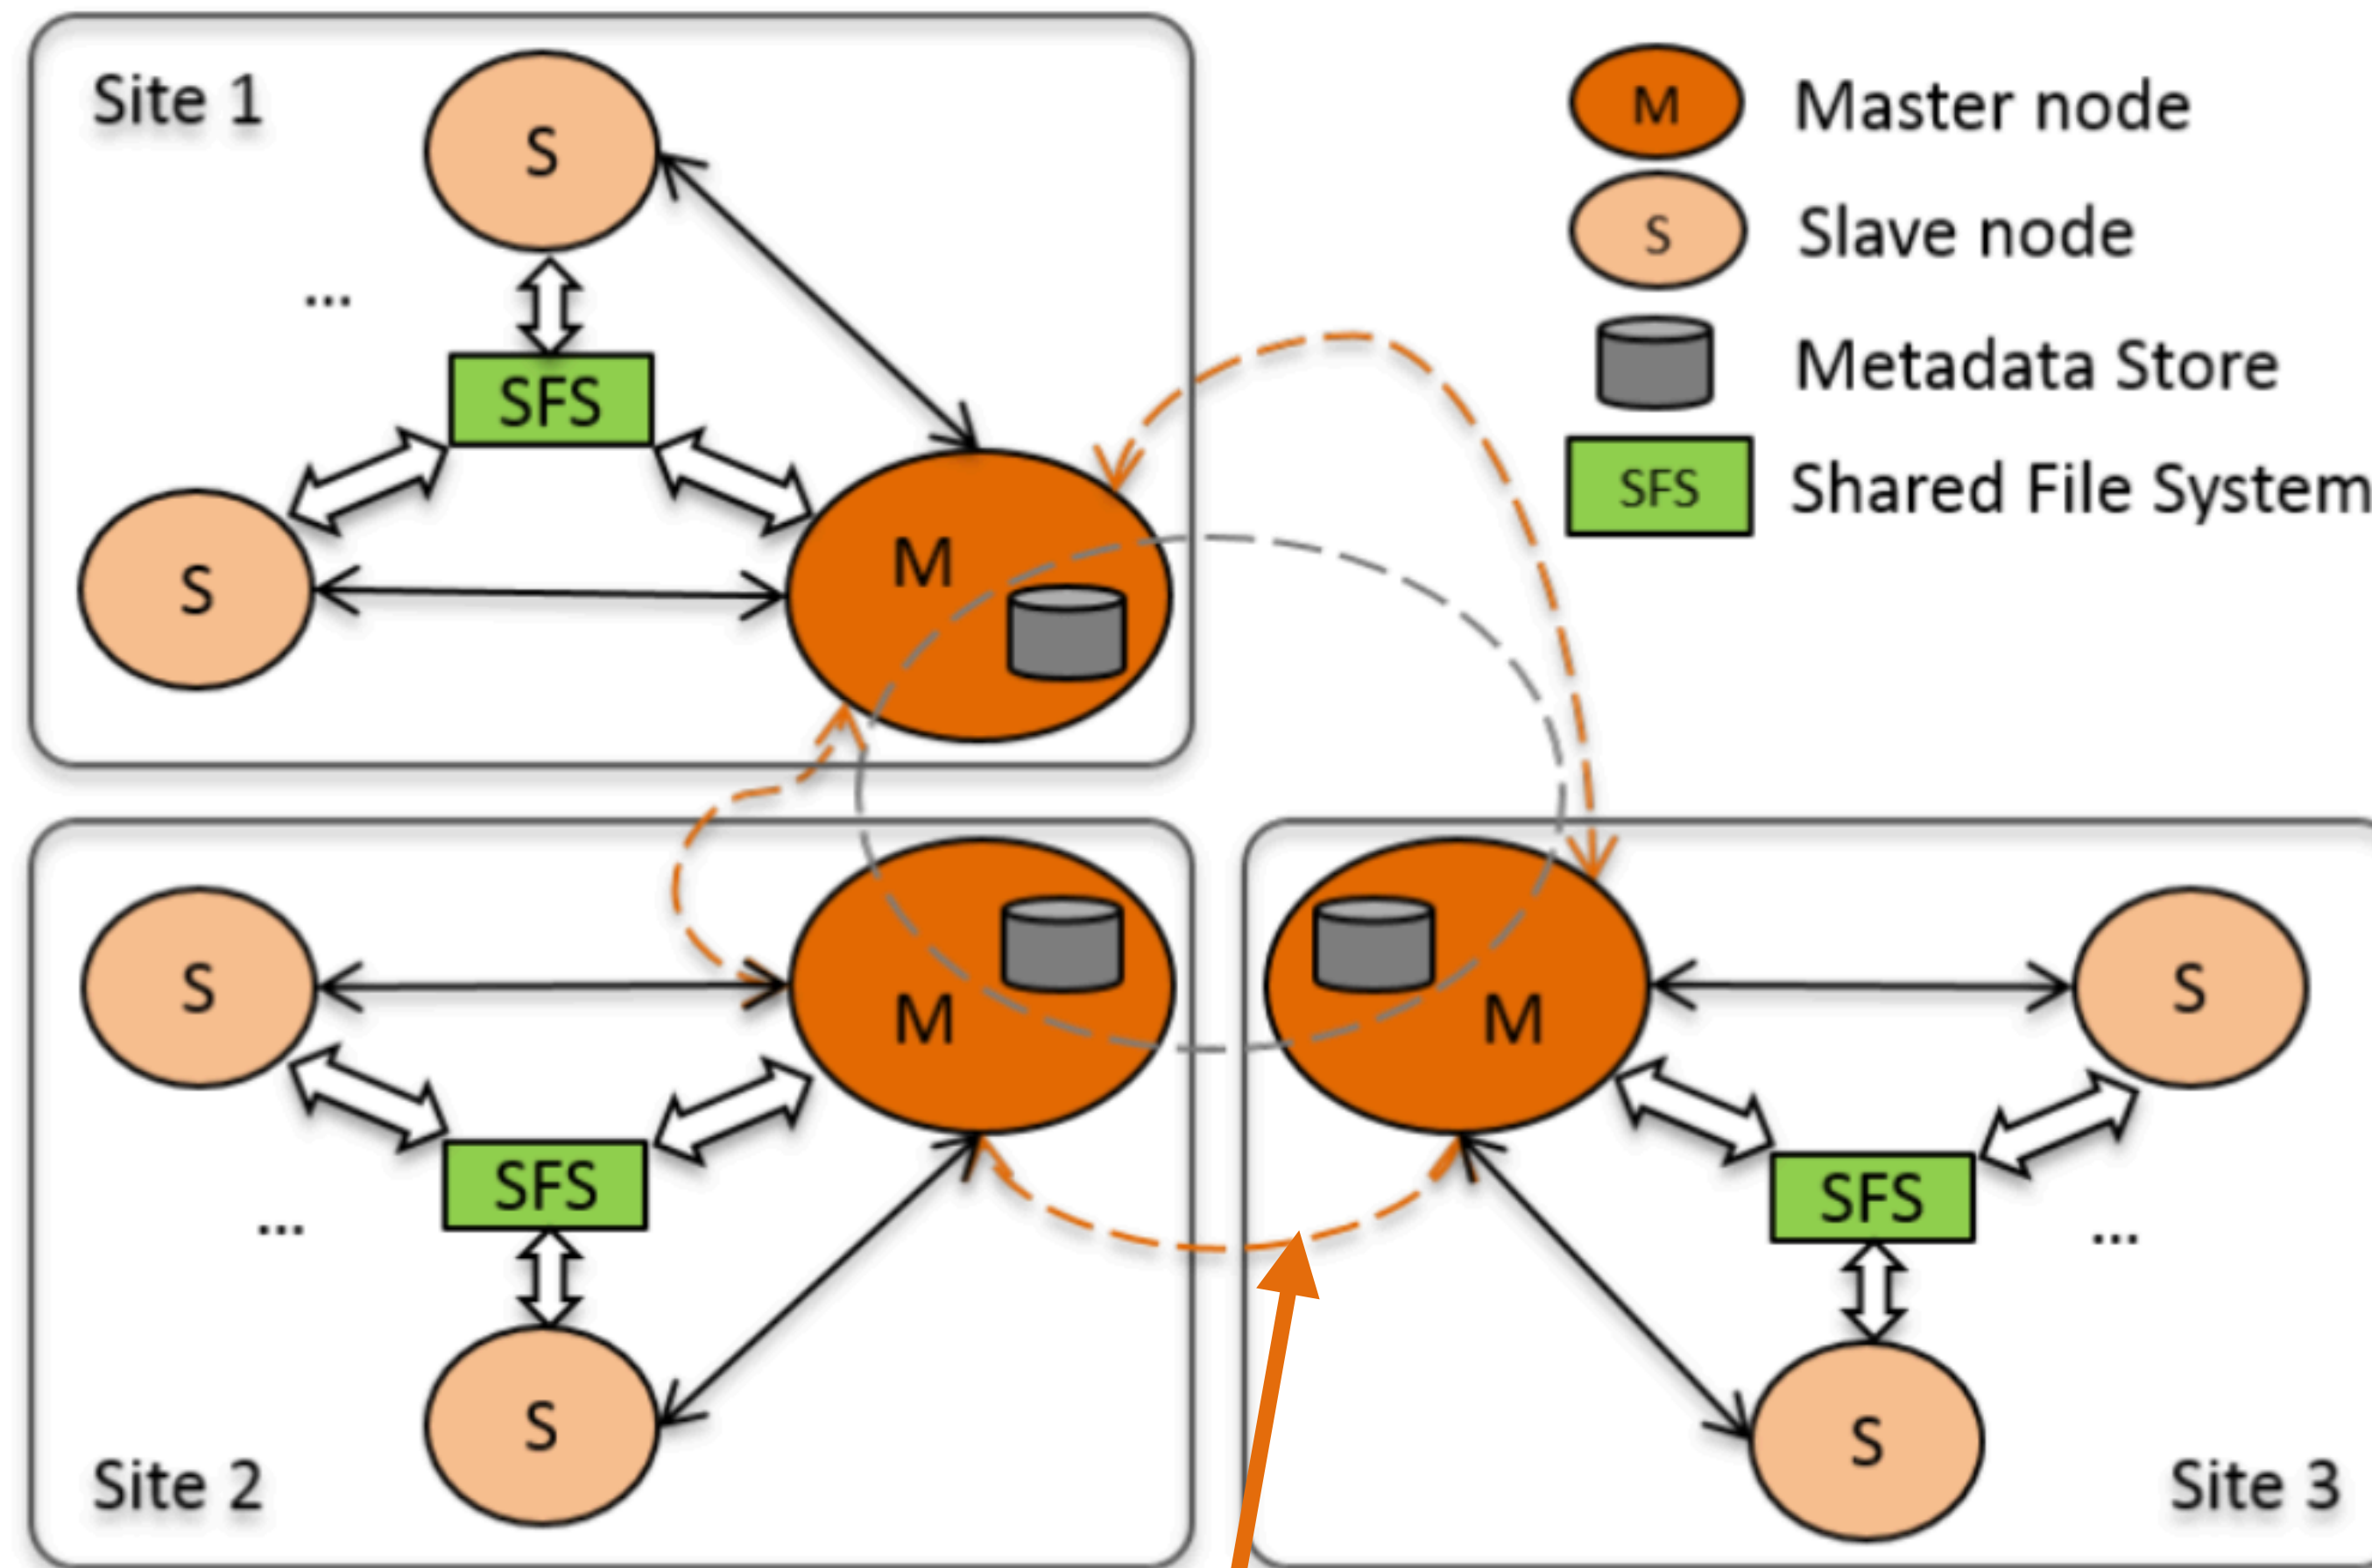 Site 1
S
...
SFS
S
M
M Master node
S Slave node
Metadata Store
SFS Shared File System
S
M
SFS
...
S
Site 2
M
S
SFS
...
S
Site 3